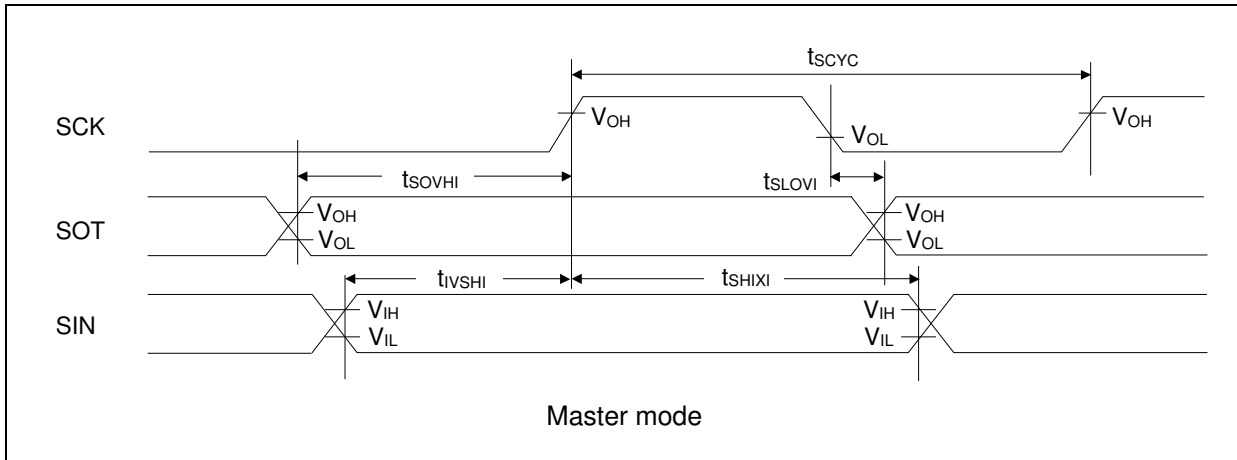 tSCYC
SCK
VOH
VOL
VOH
tSOVHI
tSLOVI
SOT
VOH
VOL
VOH
VOL
tIVSHI
tSHIXI
SIN
VIH
VIL
VIH
VIL
Master mode